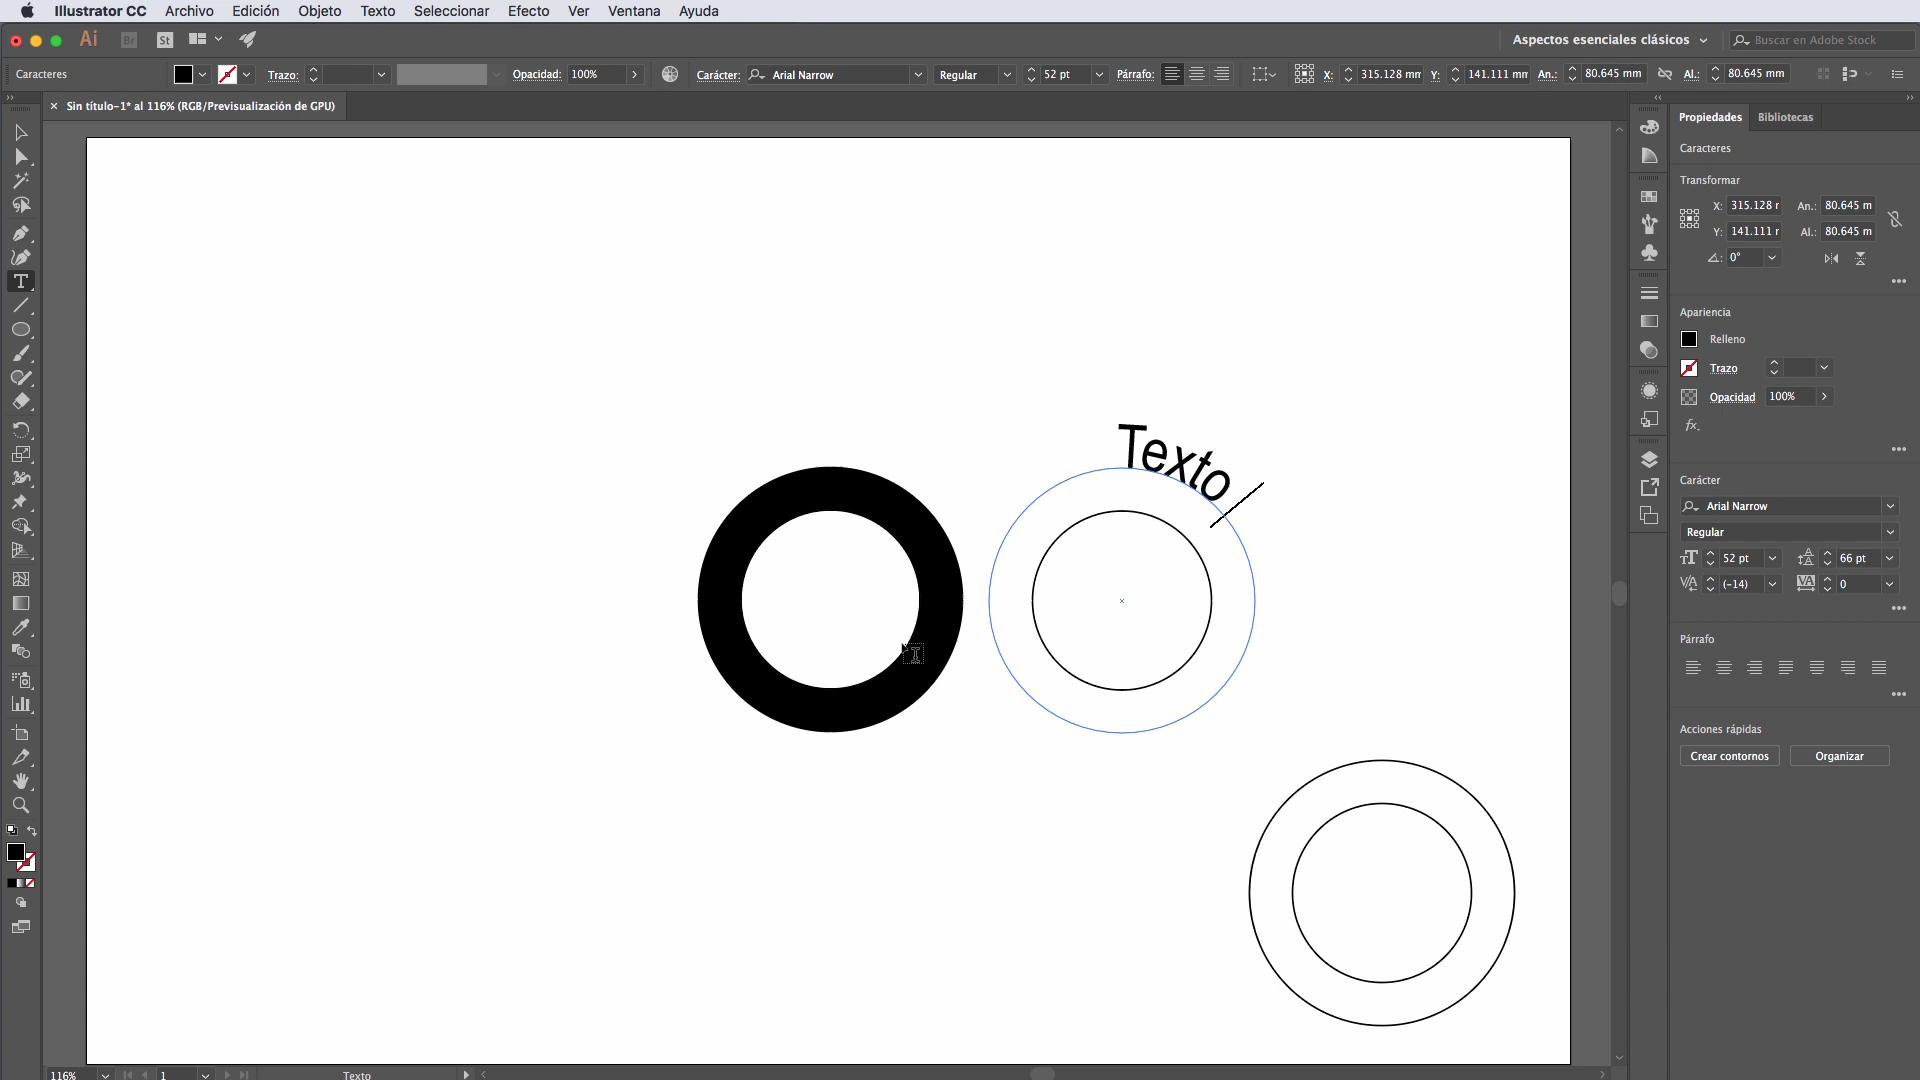 Illustrator CC Archivo Edición Objeto Texto Seleccionar Efecto Ver Ventana Ayuda
Ai Br St Aspectos esenciales clásicos Buscar en Adobe Stock
Caracteres Trazo: Opacidad: 100% Carácter: Arial Narrow Regular 52 pt Párrafo: X: 315.128 mm Y: 141.111 mm An.: 80.645 mm Al.: 80.645 mm
× Sin título-1* al 116% (RGB/Previsualización de GPU)
Propiedades Bibliotecas
Caracteres
Transformar
X: 315.128 r An.: 80.645 m
Y: 141.111 r Al.: 80.645 m
0°
Apariencia
Relleno
Trazo
Opacidad 100%
fx.
Texto
Carácter
Arial Narrow
Regular
52 pt 66 pt
(-14) 0
Párrafo
Acciones rápidas
Crear contornos Organizar
116% 1 Texto